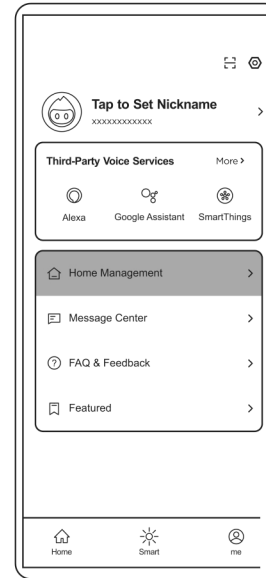 Tap to Set Nickname
xxxxxxxxxxxx
Third-Party Voice Services More >
Alexa Google Assistant SmartThings
Home Management
Message Center
FAQ & Feedback
Featured
Home Smart me